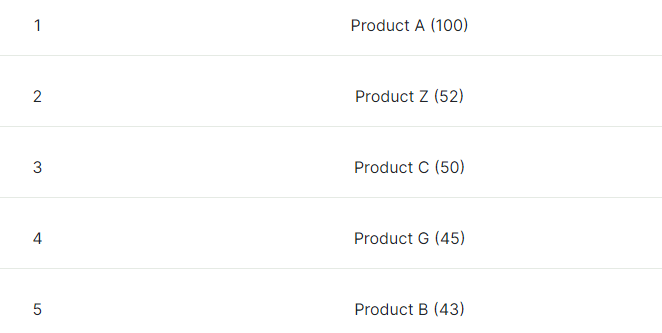 1 Product A (100)
2 Product Z (52)
3 Product C (50)
4 Product G (45)
5 Product B (43)